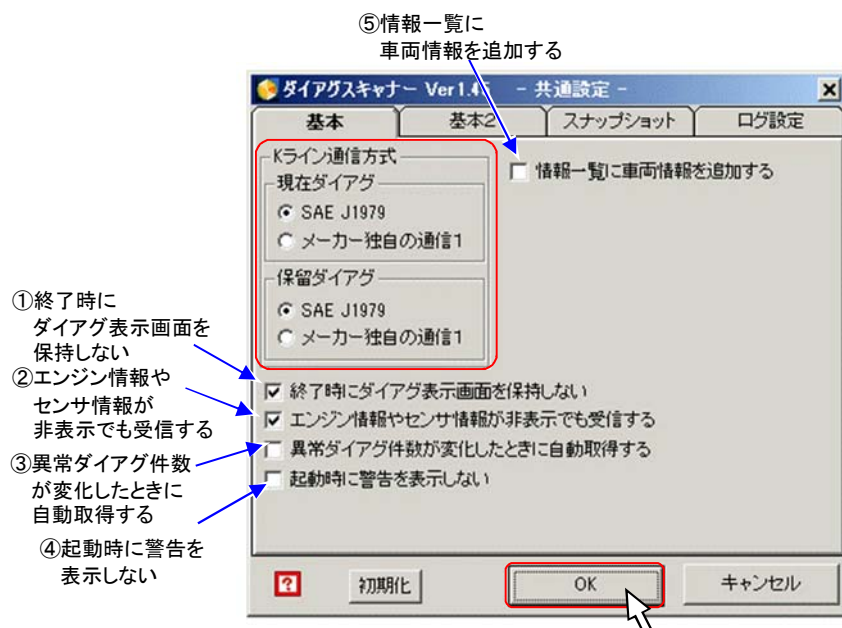 ⑤情報一覧に
車両情報を追加する
ダイアグスキャナー Ver1.45 - 共通設定 -
基本 基本2 スナップショット ログ設定
Kライン通信方式
現在ダイアグ
SAE J1979
メーカー独自の通信1
保留ダイアグ
SAE J1979
メーカー独自の通信1
情報一覧に車両情報を追加する
①終了時に
ダイアグ表示画面を
保持しない
②エンジン情報や
センサ情報が
非表示でも受信する
③異常ダイアグ件数
が変化したときに
自動取得する
④起動時に警告を
表示しない
終了時にダイアグ表示画面を保持しない
エンジン情報やセンサ情報が非表示でも受信する
異常ダイアグ件数が変化したときに自動取得する
起動時に警告を表示しない
? 初期化 OK キャンセル